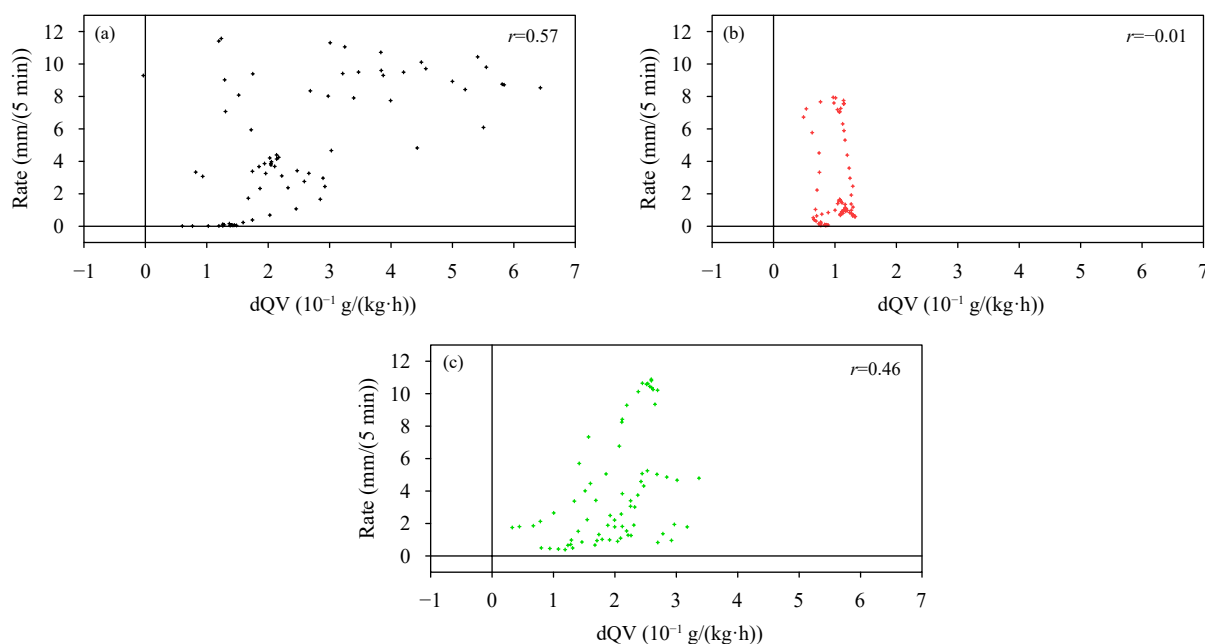 (a)
r=0.57
12
10
8
6
4
2
0
Rate (mm/(5 min))
−1 0 1 2 3 4 5 6 7
dQV (10⁻¹ g/(kg·h))
(b)
r=−0.01
12
10
8
6
4
2
0
Rate (mm/(5 min))
−1 0 1 2 3 4 5 6 7
dQV (10⁻¹ g/(kg·h))
(c)
r=0.46
12
10
8
6
4
2
0
Rate (mm/(5 min))
−1 0 1 2 3 4 5 6 7
dQV (10⁻¹ g/(kg·h))